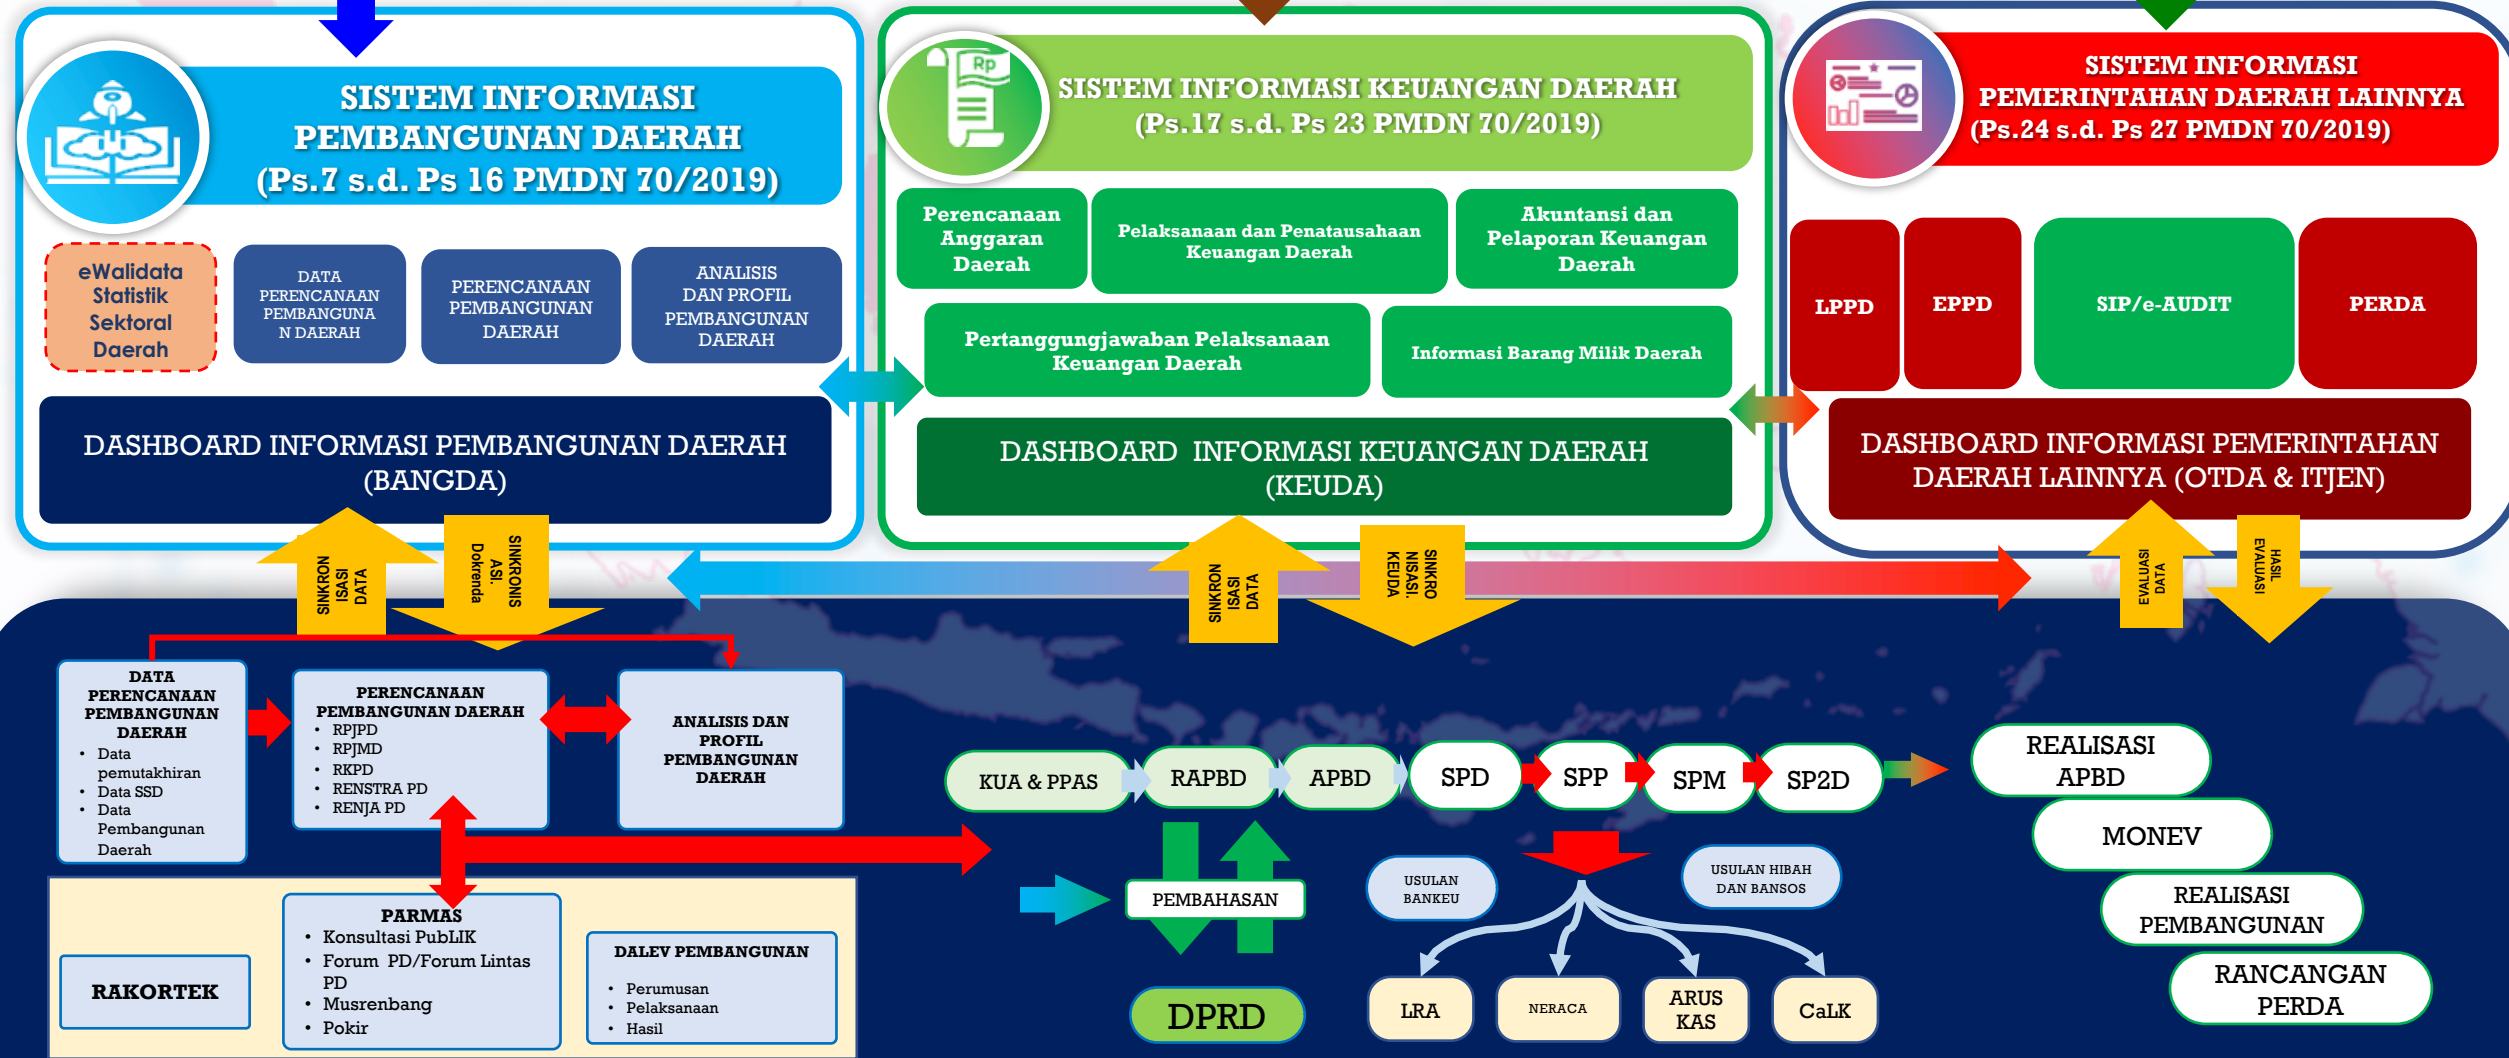 SISTEM INFORMASI
PEMBANGUNAN DAERAH
(Ps.7 s.d. Ps 16 PMDN 70/2019)
eWalidata
Statistik
Sektoral
Daerah
DATA
PERENCANAAN
PEMBANGUNA
N DAERAH
PERENCANAAN
PEMBANGUNAN
DAERAH
ANALISIS
DAN PROFIL
PEMBANGUNAN
DAERAH
DASHBOARD INFORMASI PEMBANGUNAN DAERAH
(BANGDA)
Rp
SISTEM INFORMASI KEUANGAN DAERAH
(Ps.17 s.d. Ps 23 PMDN 70/2019)
Perencanaan
Anggaran
Daerah
Pelaksanaan dan Penatausahaan
Keuangan Daerah
Akuntansi dan
Pelaporan Keuangan
Daerah
Pertanggungjawaban Pelaksanaan
Keuangan Daerah
Informasi Barang Milik Daerah
DASHBOARD INFORMASI KEUANGAN DAERAH
(KEUDA)
SISTEM INFORMASI
PEMERINTAHAN DAERAH LAINNYA
(Ps.24 s.d. Ps 27 PMDN 70/2019)
LPPD
EPPD
SIP/e-AUDIT
PERDA
DASHBOARD INFORMASI PEMERINTAHAN
DAERAH LAINNYA (OTDA & ITJEN)
SINKRON
ISASI
DATA
SINKRONIS
ASI.
Dokrenda
SINKRON
ISASI
DATA
SINKRO
NISASI.
KEUDA
EVALUASI
DATA
HASIL
EVALUASI
DATA
PERENCANAAN
PEMBANGUNAN
DAERAH
• Data
pemutakhiran
• Data SSD
• Data
Pembangunan
Daerah
PERENCANAAN
PEMBANGUNAN DAERAH
• RPJPD
• RPJMD
• RKPD
• RENSTRA PD
• RENJA PD
ANALISIS DAN
PROFIL
PEMBANGUNAN
DAERAH
RAKORTEK
PARMAS
• Konsultasi PubLIK
• Forum PD/Forum Lintas
PD
• Musrenbang
• Pokir
DALEV PEMBANGUNAN
• Perumusan
• Pelaksanaan
• Hasil
KUA & PPAS
RAPBD
APBD
SPD
SPP
SPM
SP2D
PEMBAHASAN
DPRD
USULAN
BANKEU
USULAN HIBAH
DAN BANSOS
LRA
NERACA
ARUS
KAS
CaLK
REALISASI
APBD
MONEV
REALISASI
PEMBANGUNAN
RANCANGAN
PERDA